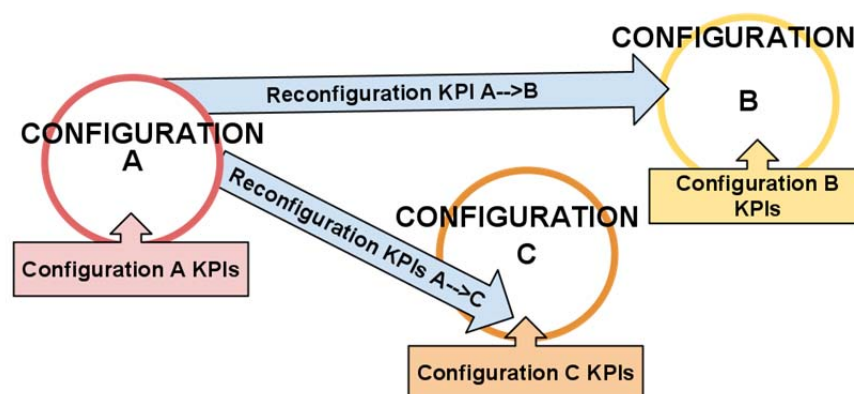 CONFIGURATION
B
Reconfiguration KPI A-->B
CONFIGURATION
A
Reconfiguration KPIs A-->C
Configuration B
KPIs
CONFIGURATION
C
Configuration A KPIs
Configuration C KPIs